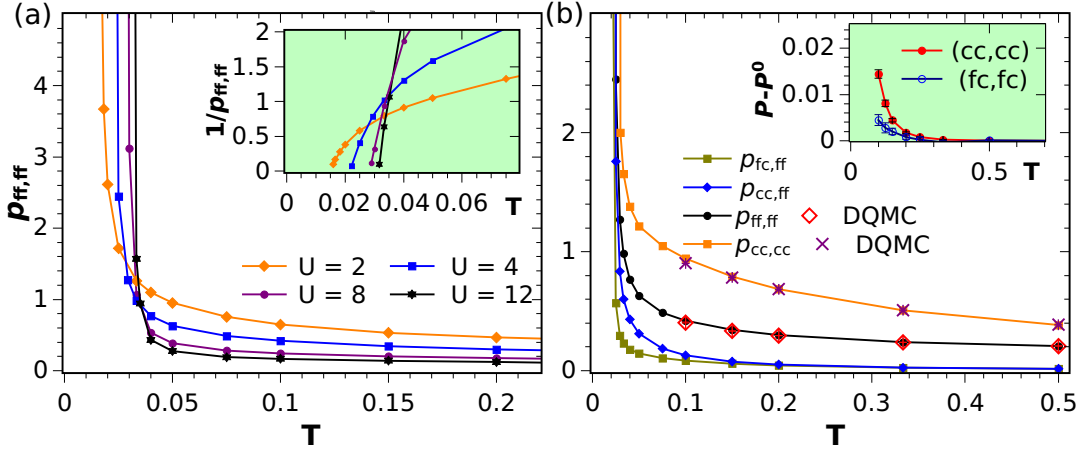 (a)
5
4
3
2
1
0
p_ff,ff
0 0.05 0.10 0.15 0.2
T
2
1.5
1
0.5
0
1/p_ff,ff
0 0.02 0.04 0.06 T
U = 2 U = 4
U = 8 U = 12
(b)
2
1
0
0 0.1 0.2 0.3 0.4 0.5
T
p_fc,ff
p_cc,ff
p_ff,ff DQMC
p_cc,cc DQMC
0.02
0.01
0
P-P^0
(cc,cc)
(fc,fc)
0 0.5 T